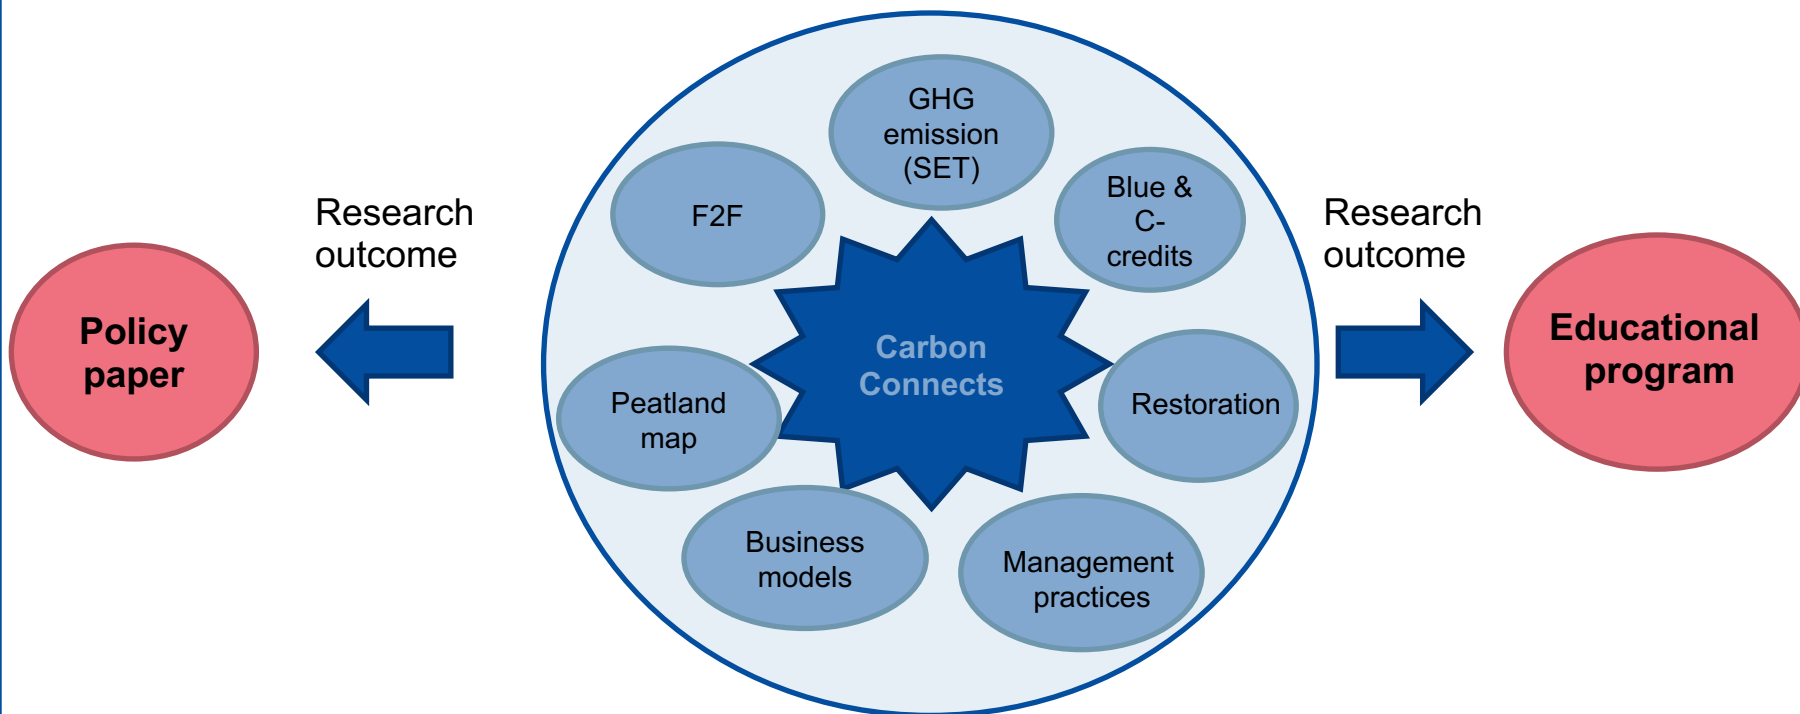 GHG
emission
(SET)
F2F
Blue &
C-
credits
Research
outcome
Research
outcome
Policy
paper
Carbon
Connects
Educational
program
Peatland
map
Restoration
Business
models
Management
practices